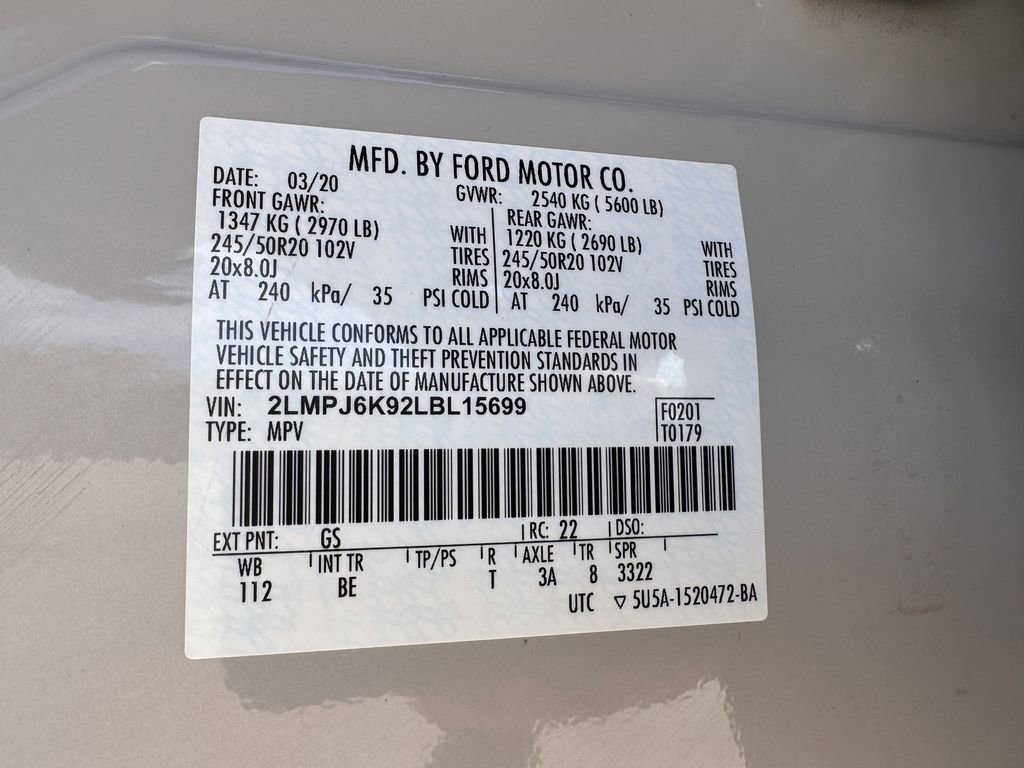 MFD. BY FORD MOTOR CO.
DATE: 03/20 GVWR: 2540 KG ( 5600 LB)
FRONT GAWR: REAR GAWR:
1347 KG ( 2970 LB) WITH 1220 KG ( 2690 LB) WITH
245/50R20 102V TIRES 245/50R20 102V TIRES
20x8.0J RIMS 20x8.0J RIMS
AT 240 kPa/ 35 PSI COLD AT 240 kPa/ 35 PSI COLD
THIS VEHICLE CONFORMS TO ALL APPLICABLE FEDERAL MOTOR
VEHICLE SAFETY AND THEFT PREVENTION STANDARDS IN
EFFECT ON THE DATE OF MANUFACTURE SHOWN ABOVE.
VIN: 2LMPJ6K92LBL15699 F0201
TYPE: MPV T0179
EXT PNT: GS RC: 22 DSO:
WB INT TR TP/PS R AXLE TR SPR
112 BE T 3A 8 3322
UTC ▽ 5U5A-1520472-BA